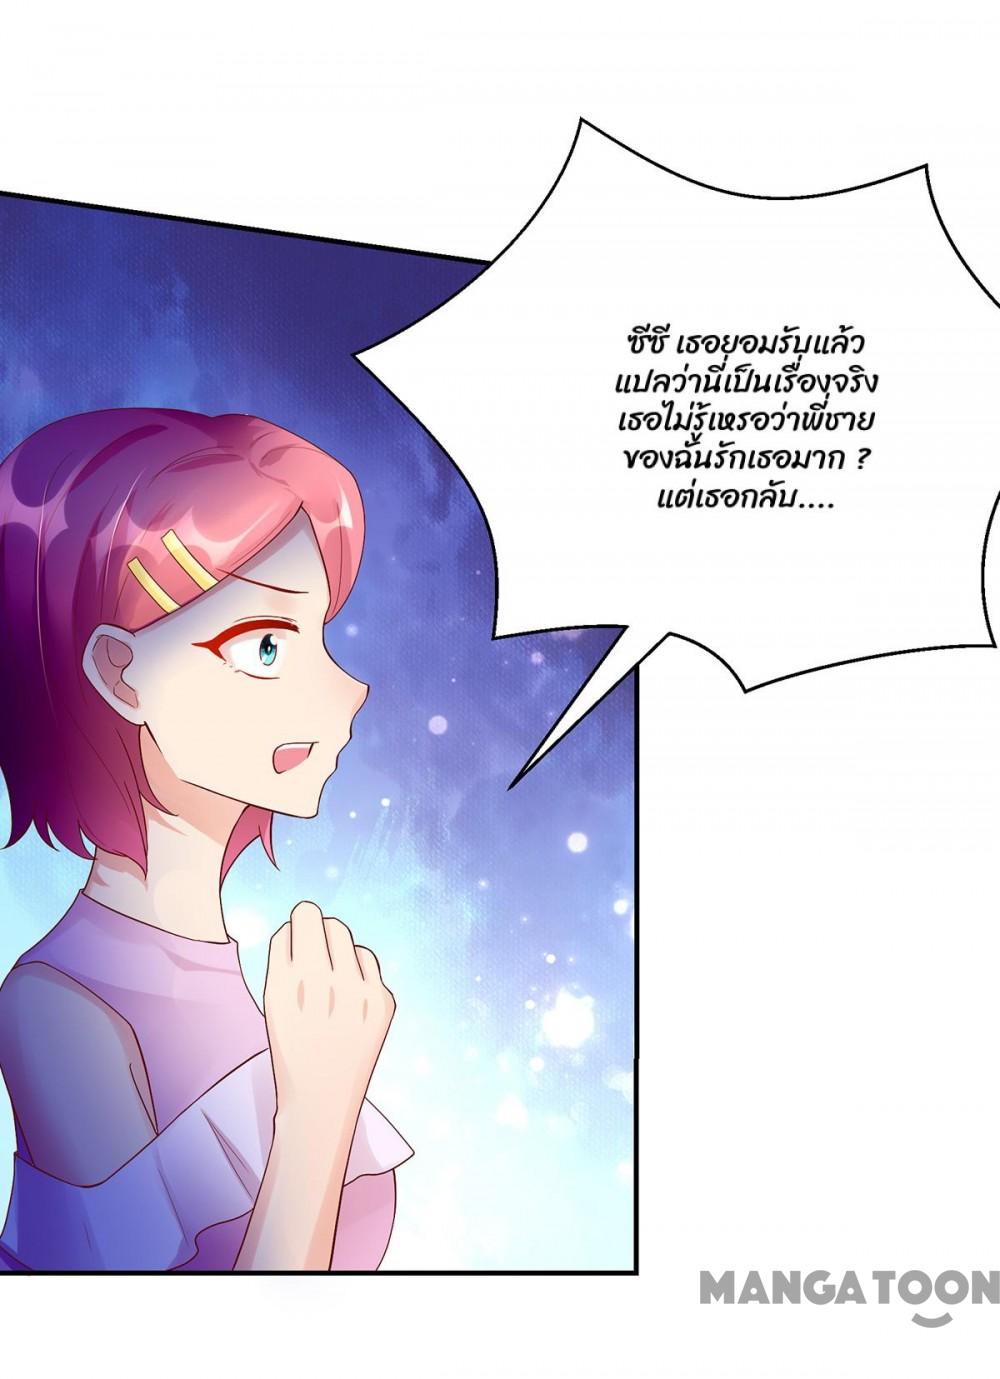 ซีซี เธอยอมรับแล้ว
แปลว่านี่เป็นเรื่องจริง
เธอไม่รู้เหรอว่าพี่ชาย
ของฉันรักเธอมาก ?
แต่เธอกลับ....
MANGATOON